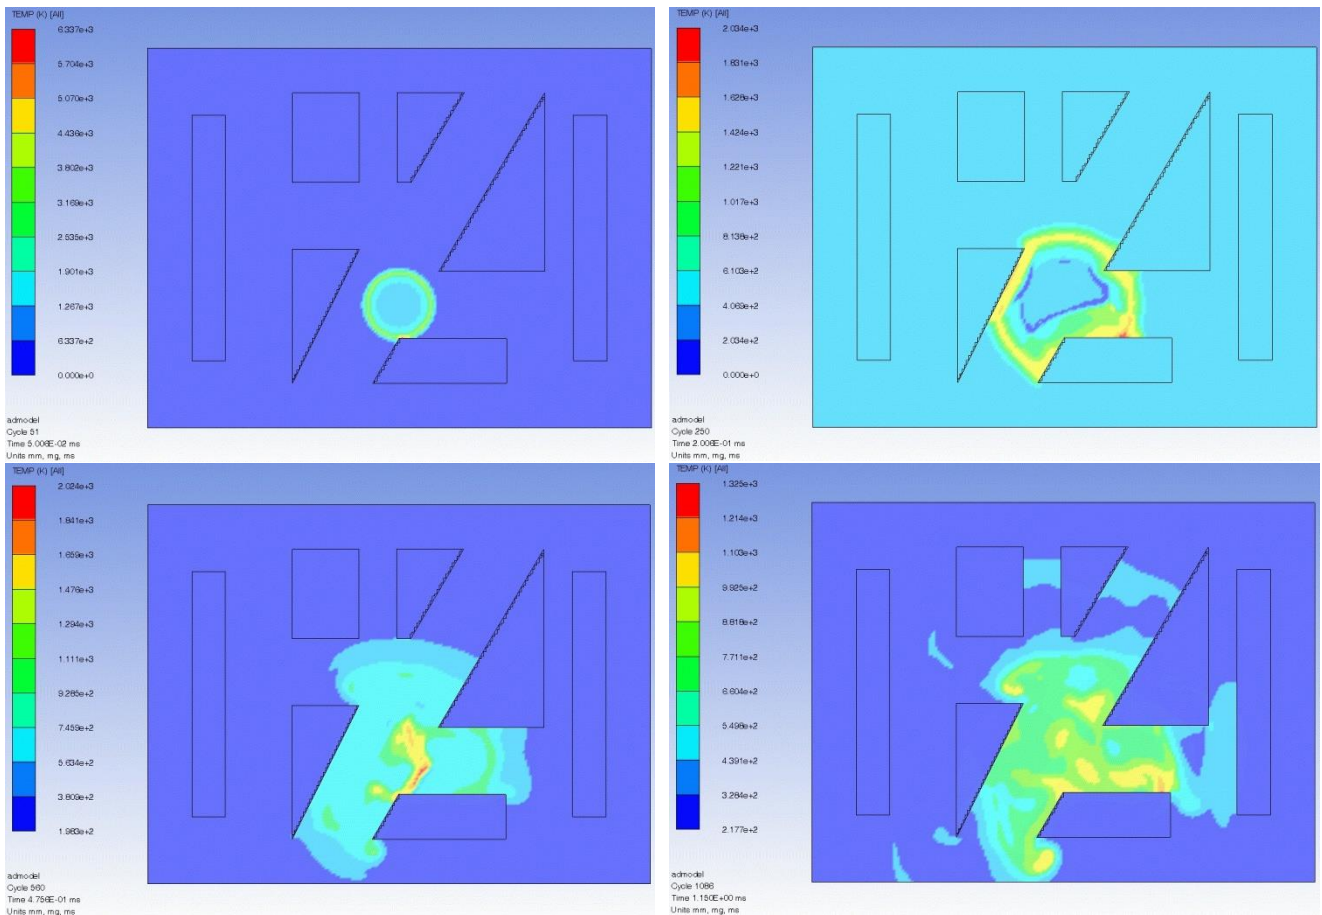 TEMP (K) [All]
6.337e+3
5.704e+3
5.070e+3
4.436e+3
3.802e+3
3.169e+3
2.535e+3
1.901e+3
1.267e+3
6.337e+2
0.000e+0
admodel
Cycle 51
Time 5.006E-02 ms
Units mm, mg, ms
TEMP (K) [All]
2.034e+3
1.831e+3
1.628e+3
1.424e+3
1.221e+3
1.017e+3
8.138e+2
6.103e+2
4.069e+2
2.034e+2
0.000e+0
admodel
Cycle 250
Time 2.006E-01 ms
Units mm, mg, ms
TEMP (K) [All]
2.024e+3
1.841e+3
1.659e+3
1.476e+3
1.294e+3
1.111e+3
9.285e+2
7.459e+2
5.634e+2
3.809e+2
1.983e+2
admodel
Cycle 560
Time 4.756E-01 ms
Units mm, mg, ms
TEMP (K) [All]
1.325e+3
1.214e+3
1.103e+3
9.925e+2
8.818e+2
7.711e+2
6.604e+2
5.498e+2
4.391e+2
3.284e+2
2.177e+2
admodel
Cycle 1086
Time 1.150E+00 ms
Units mm, mg, ms